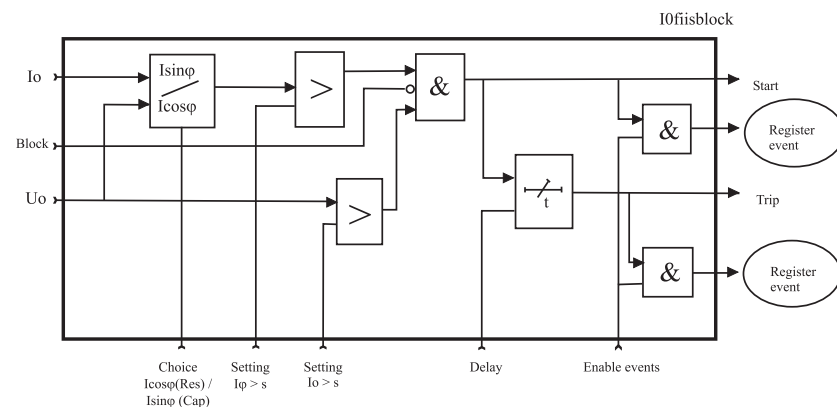 I0fiisblock
Io
Isinφ
Icosφ
>
&
Start
Block
&
Register
event
Uo
>
t
Trip
&
Register
event
Choice
Icosφ(Res) /
Isinφ (Cap)
Setting
Iφ > s
Setting
Io > s
Delay
Enable events